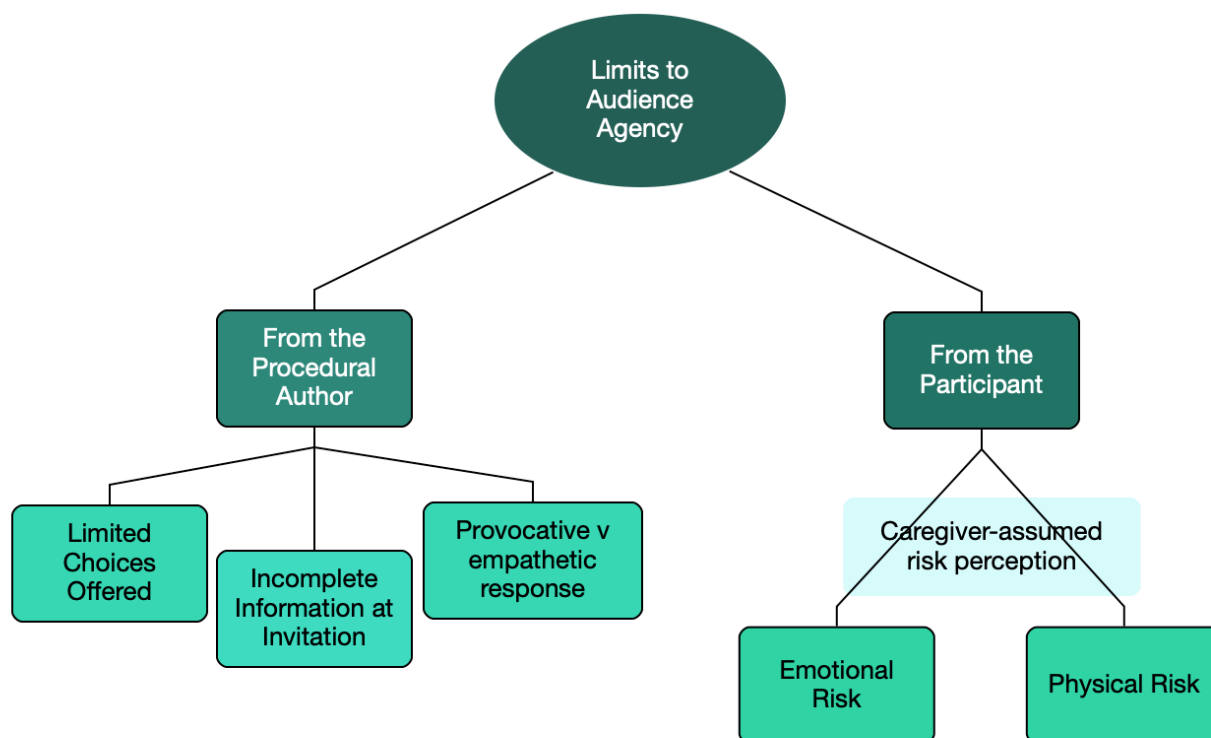 Limits to
Audience
Agency
From the
Procedural
Author
From the
Participant
Limited
Choices
Offered
Incomplete
Information at
Invitation
Provocative v
empathetic
response
Caregiver-assumed
risk perception
Emotional
Risk
Physical Risk